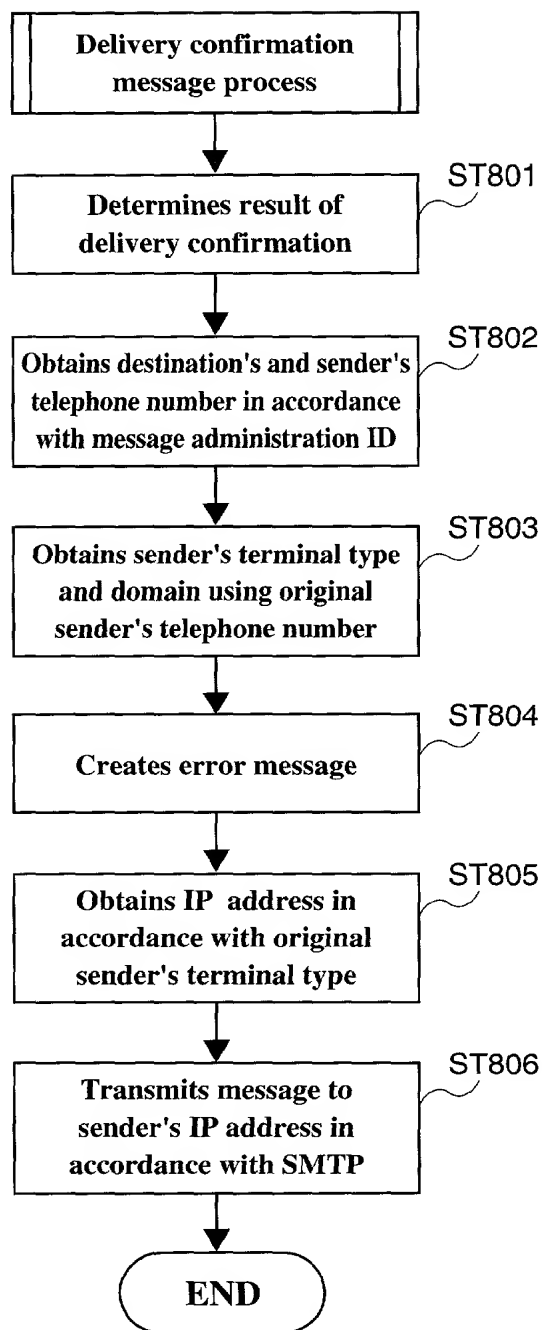 Delivery confirmation
message process
ST801
Determines result of
delivery confirmation
ST802
Obtains destination's and sender's
telephone number in accordance
with message administration ID
ST803
Obtains sender's terminal type
and domain using original
sender's telephone number
ST804
Creates error message
ST805
Obtains IP address in
accordance with original
sender's terminal type
ST806
Transmits message to
sender's IP address in
accordance with SMTP
END